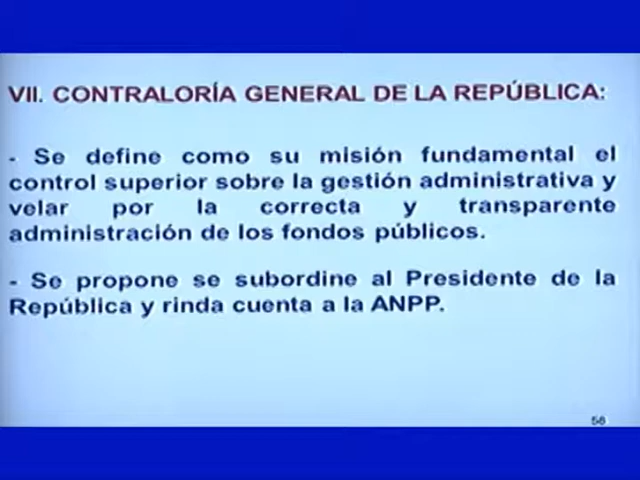 VII. CONTRALORÍA GENERAL DE LA REPÚBLICA:
- Se define como su misión fundamental el
control superior sobre la gestión administrativa y
velar por la correcta y transparente
administración de los fondos públicos.
- Se propone se subordine al Presidente de la
República y rinda cuenta a la ANPP.
56